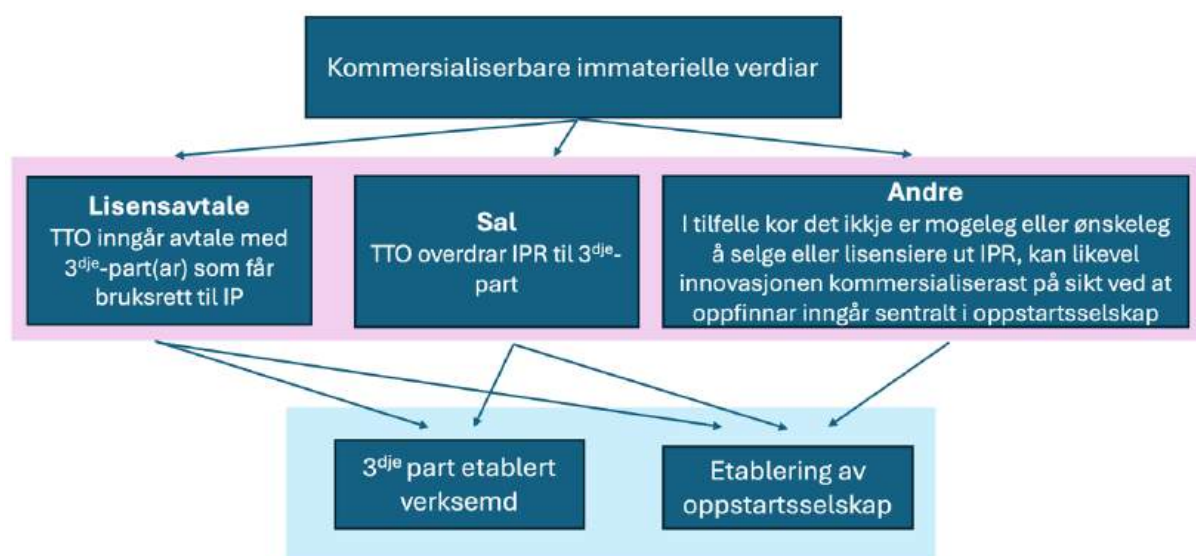 Kommersialiserbare immaterielle verdiar
Lisensavtale
TTO inngår avtale med
3dje-part(ar) som får
bruksrett til IP
Sal
TTO overdrar IPR til 3dje-
part
Andre
I tilfelle kor det ikkje er mogeleg eller ønskeleg
å selge eller lisensiere ut IPR, kan likevel
innovasjonen kommersialiserast på sikt ved at
oppfinnar inngår sentralt i oppstartsselskap
3dje part etablert
verksemd
Etablering av
oppstartsselskap